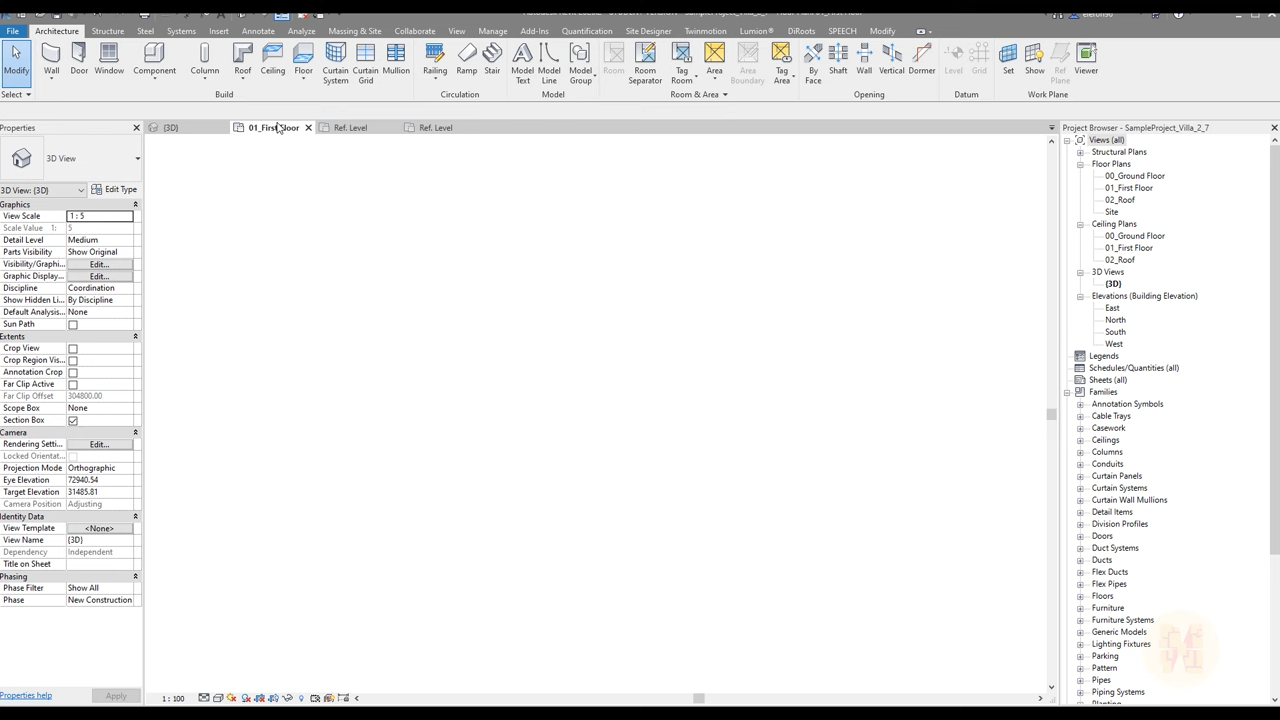 File Architecture Structure Steel Systems Insert Annotate Analyze Massing & Site Collaborate View Manage Add-Ins Quantification Site Designer Twinmotion Lumion® DiRoots SPEECH Modify
Modify Wall Door Window Component Column Roof Ceiling Floor Curtain System Curtain Grid Mullion Railing Ramp Stair Model Text Model Line Model Group Room Room Separator Tag Room Area Area Boundary Tag Area By Face Shaft Wall Vertical Dormer Level Grid Set Show Ref Plane Viewer
Select Build Circulation Model Room & Area Opening Datum Work Plane
Properties
{3D} 01_First Floor Ref. Level Ref. Level
Project Browser - SampleProject_Villa_2_7
3D View
3D View: {3D} Edit Type
Graphics
View Scale 1 : 5
Scale Value 1: 5
Detail Level Medium
Parts Visibility Show Original
Visibility/Graphi... Edit...
Graphic Display... Edit...
Discipline Coordination
Show Hidden Li... By Discipline
Default Analysis... None
Sun Path
Extents
Crop View
Crop Region Vis...
Annotation Crop
Far Clip Active
Far Clip Offset 304800.00
Scope Box None
Section Box
Camera
Rendering Setti... Edit...
Locked Orientat...
Projection Mode Orthographic
Eye Elevation 72940.54
Target Elevation 31485.81
Camera Position Adjusting
Identity Data
View Template <None>
View Name {3D}
Dependency Independent
Title on Sheet
Phasing
Phase Filter Show All
Phase New Construction
Properties help Apply
1 : 100
Views (all)
Structural Plans
Floor Plans
00_Ground Floor
01_First Floor
02_Roof
Site
Ceiling Plans
00_Ground Floor
01_First Floor
02_Roof
3D Views
{3D}
Elevations (Building Elevation)
East
North
South
West
Legends
Schedules/Quantities (all)
Sheets (all)
Families
Annotation Symbols
Cable Trays
Casework
Ceilings
Columns
Conduits
Curtain Panels
Curtain Systems
Curtain Wall Mullions
Detail Items
Division Profiles
Doors
Duct Systems
Ducts
Flex Ducts
Flex Pipes
Floors
Furniture
Furniture Systems
Generic Models
Lighting Fixtures
Parking
Pattern
Pipes
Piping Systems